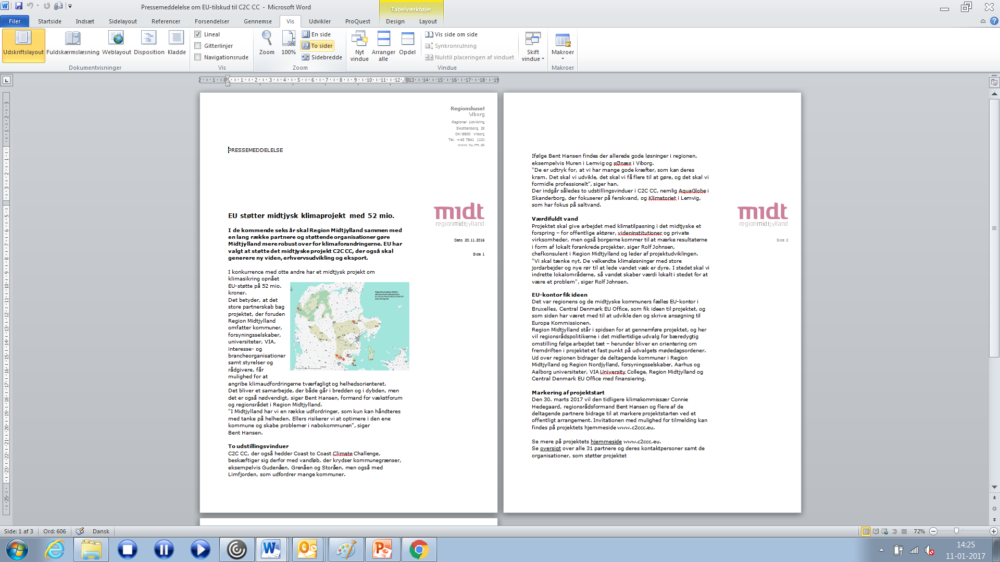 Pressemeddelelse om EU-tilskud til C2C CC - Microsoft Word
Tabelværktøjer
Filer
Startside
Indsæt
Sidelayout
Referencer
Forsendelser
Gennemse
Vis
Udvikler
ProQuest
Design
Layout
Udskriftslayout
Fuldskærmslæsning
Weblayout
Disposition
Kladde
Dokumentvisninger
Lineal
Gitterlinjer
Navigationsrude
Vis
Zoom
100%
En side
To sider
Sidebredde
Zoom
Nyt vindue
Arranger alle
Opdel
Vis side om side
Synkronrulning
Nulstil placeringen af vinduet
Vindue
Skift vindue
Makroer
Makroer
Regionshuset
Viborg
Regional Udvikling
Skottenborg 26
DK-8800 Viborg
Tel. +45 7841 1101
www.ru.rm.dk
PRESSEMEDDELELSE
midt
regionmidtjylland
Dato 20.11.2016
Side 1
EU støtter midtjysk klimaprojekt med 52 mio.
I de kommende seks år skal Region Midtjylland sammen med
en lang række partnere og støttende organisationer gøre
Midtjylland mere robust over for klimaforandringerne. EU har
valgt at støtte det midtjyske projekt C2C CC, der også skal
generere ny viden, erhvervsudvikling og eksport.
I konkurrence med otte andre har et midtjysk projekt om
klimasikring opnået
EU-støtte på 52 mio.
kroner.
Det betyder, at det
store partnerskab bag
projektet, der foruden
Region Midtjylland
omfatter kommuner,
forsyningsselskaber,
universiteter, VIA,
interesse- og
brancheorganisationer
samt styrelser og
rådgivere, får
mulighed for at
angribe klimaudfordringerne tværfagligt og helhedsorienteret.
Det bliver et samarbejde, der både går i bredden og i dybden, men
det er også nødvendigt, siger Bent Hansen, formand for vækstforum
og regionsrådet i Region Midtjylland.
"I Midtjylland har vi en række udfordringer, som kun kan håndteres
med tanke på helheden. Ellers risikerer vi at optimere i den ene
kommune og skabe problemer i nabokommunen", siger
Bent Hansen.
To udstillingsvinduer
C2C CC, der også hedder Coast to Coast Climate Challenge,
beskæftiger sig derfor med vandløb, der krydser kommunegrænser,
eksempelvis Gudenåen, Grenåen og Storåen, men også med
Limfjorden, som udfordrer mange kommuner.
Ifølge Bent Hansen findes der allerede gode løsninger i regionen,
eksempelvis Muren i Lemvig og sØnæs i Viborg.
"De er udtryk for, at vi har mange gode kræfter, som kan deres
kram. Det skal vi udvikle, det skal vi få flere til at gøre, og det skal vi
formidle professionelt", siger han.
Der indgår således to udstillingsvinduer i C2C CC, nemlig AquaGlobe i
Skanderborg, der fokuserer på ferskvand, og Klimatoriet i Lemvig,
som har fokus på saltvand.
midt
regionmidtjylland
Side 2
Værdifuldt vand
Projektet skal give arbejdet med klimatilpasning i det midtjyske et
forspring – for offentlige aktører, videninstitutioner og private
virksomheder, men også borgerne kommer til at mærke resultaterne
i form af lokalt forankrede projekter, siger Rolf Johnsen,
chefkonsulent i Region Midtjylland og leder af projektudviklingen.
"Vi skal tænke nyt. De velkendte klimaløsninger med store
jordarbejder og nye rør til at lede vandet væk er dyre. I stedet skal vi
indrette lokalområderne, så vandet skaber værdi lokalt i stedet for at
være et problem", siger Rolf Johnsen.
EU-kontor fik ideen
Det var regionens og de midtjyske kommuners fælles EU-kontor i
Bruxelles, Central Denmark EU Office, som fik ideen til projektet, og
som siden har været med til at udvikle den og skrive ansøgning til
Europa Kommissionen.
Region Midtjylland står i spidsen for at gennemføre projektet, og her
vil regionsrådspolitikerne i det midlertidige udvalg for bæredygtig
omstilling følge arbejdet tæt – herunder bliver en orientering om
fremdriften i projektet et fast punkt på udvalgets mødedagsordener.
Ud over regionen bidrager de deltagende kommuner i Region
Midtjylland og Region Nordjylland, forsyningsselskaber, Aarhus og
Aalborg universiteter, VIA University College, Region Midtjylland og
Central Denmark EU Office med finansiering.
Markering af projektstart
Den 30. marts 2017 vil den tidligere klimakommissær Connie
Hedegaard, regionsrådsformand Bent Hansen og flere af de
deltagende partnere bidrage til at markere projektstarten ved et
offentligt arrangement. Invitationen med mulighed for tilmelding kan
findes på projektets hjemmeside www.c2ccc.eu.
Se mere på projektets hjemmeside www.c2ccc.eu.
Se oversigt over alle 31 partnere og deres kontaktpersoner samt de
organisationer, som støtter projektet
Side: 1 af 3
Ord: 606
Dansk
72%
14:25
11-01-2017